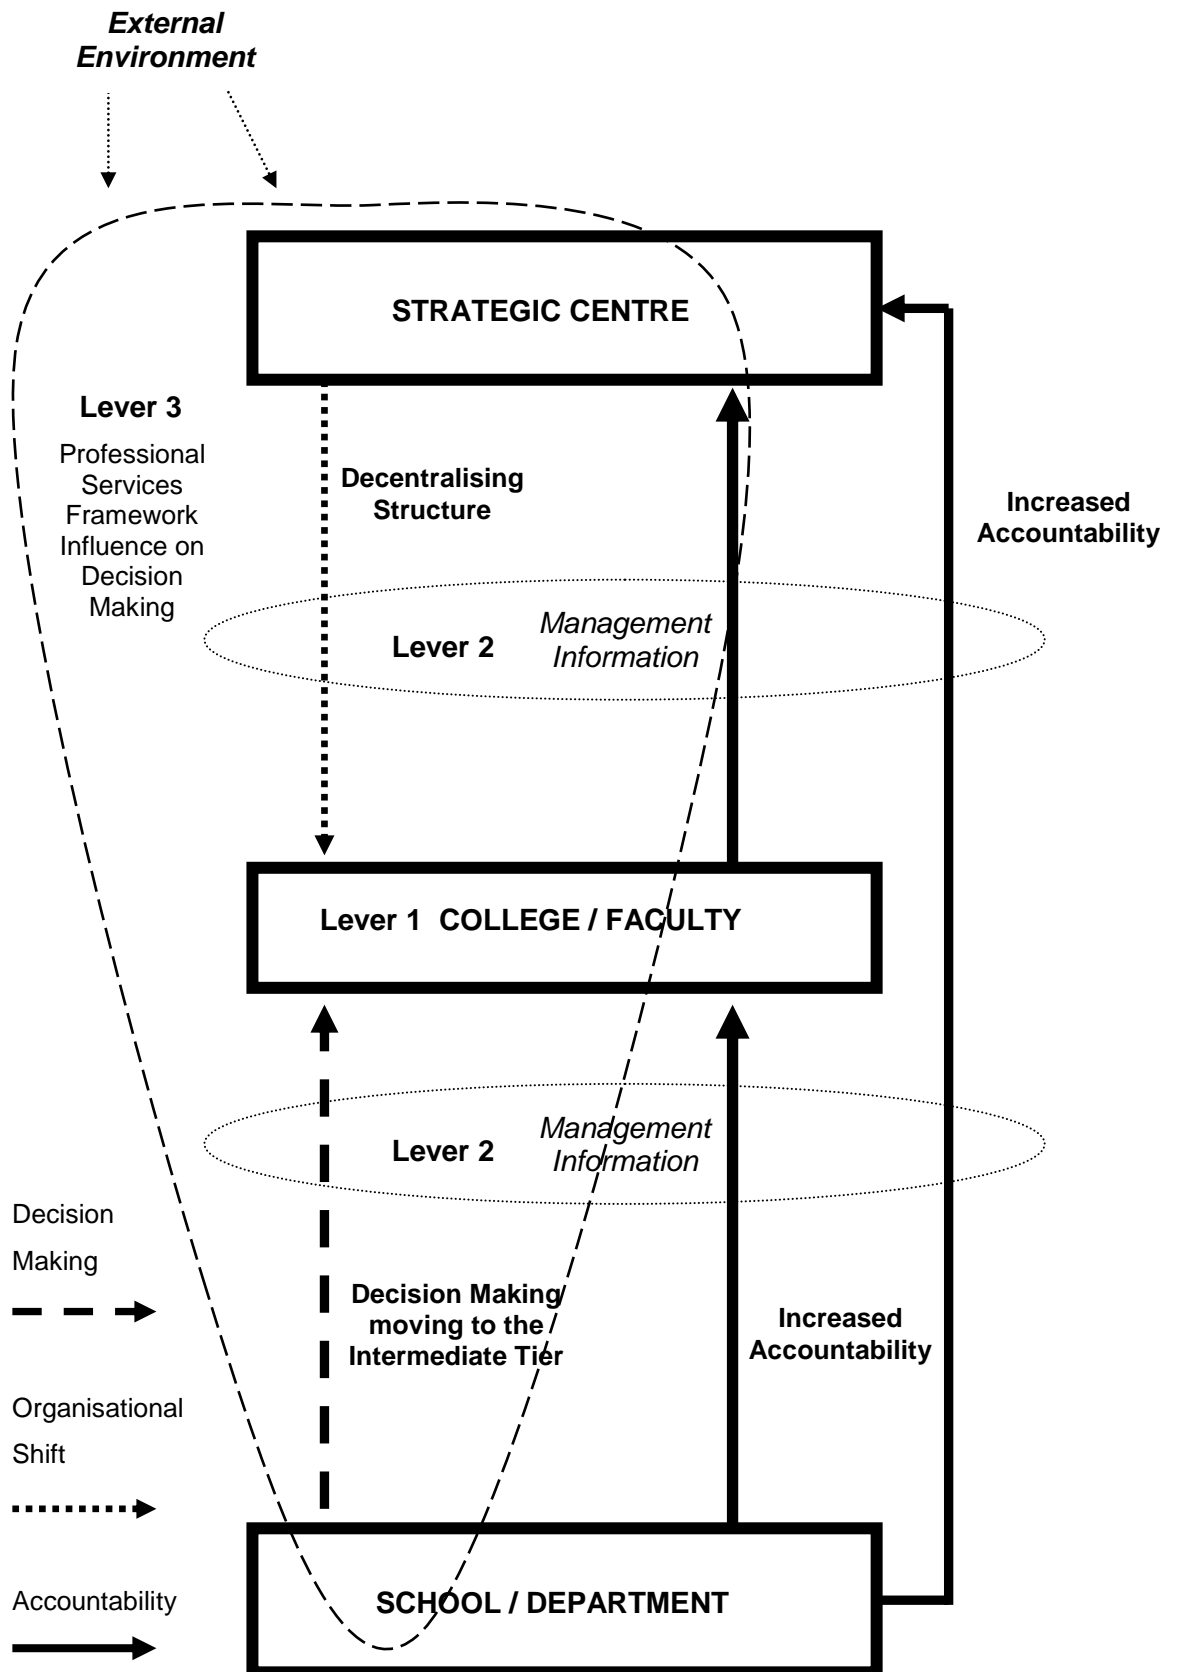 External
Environment
STRATEGIC CENTRE
Lever 3
Professional
Services
Framework
Influence on
Decision
Making
Decentralising
Structure
Increased
Accountability
Lever 2
Management
Information
Lever 1 COLLEGE / FACULTY
Lever 2
Management
Information
Decision
Making
Decision Making
moving to the
Intermediate Tier
Increased
Accountability
Organisational
Shift
Accountability
SCHOOL / DEPARTMENT